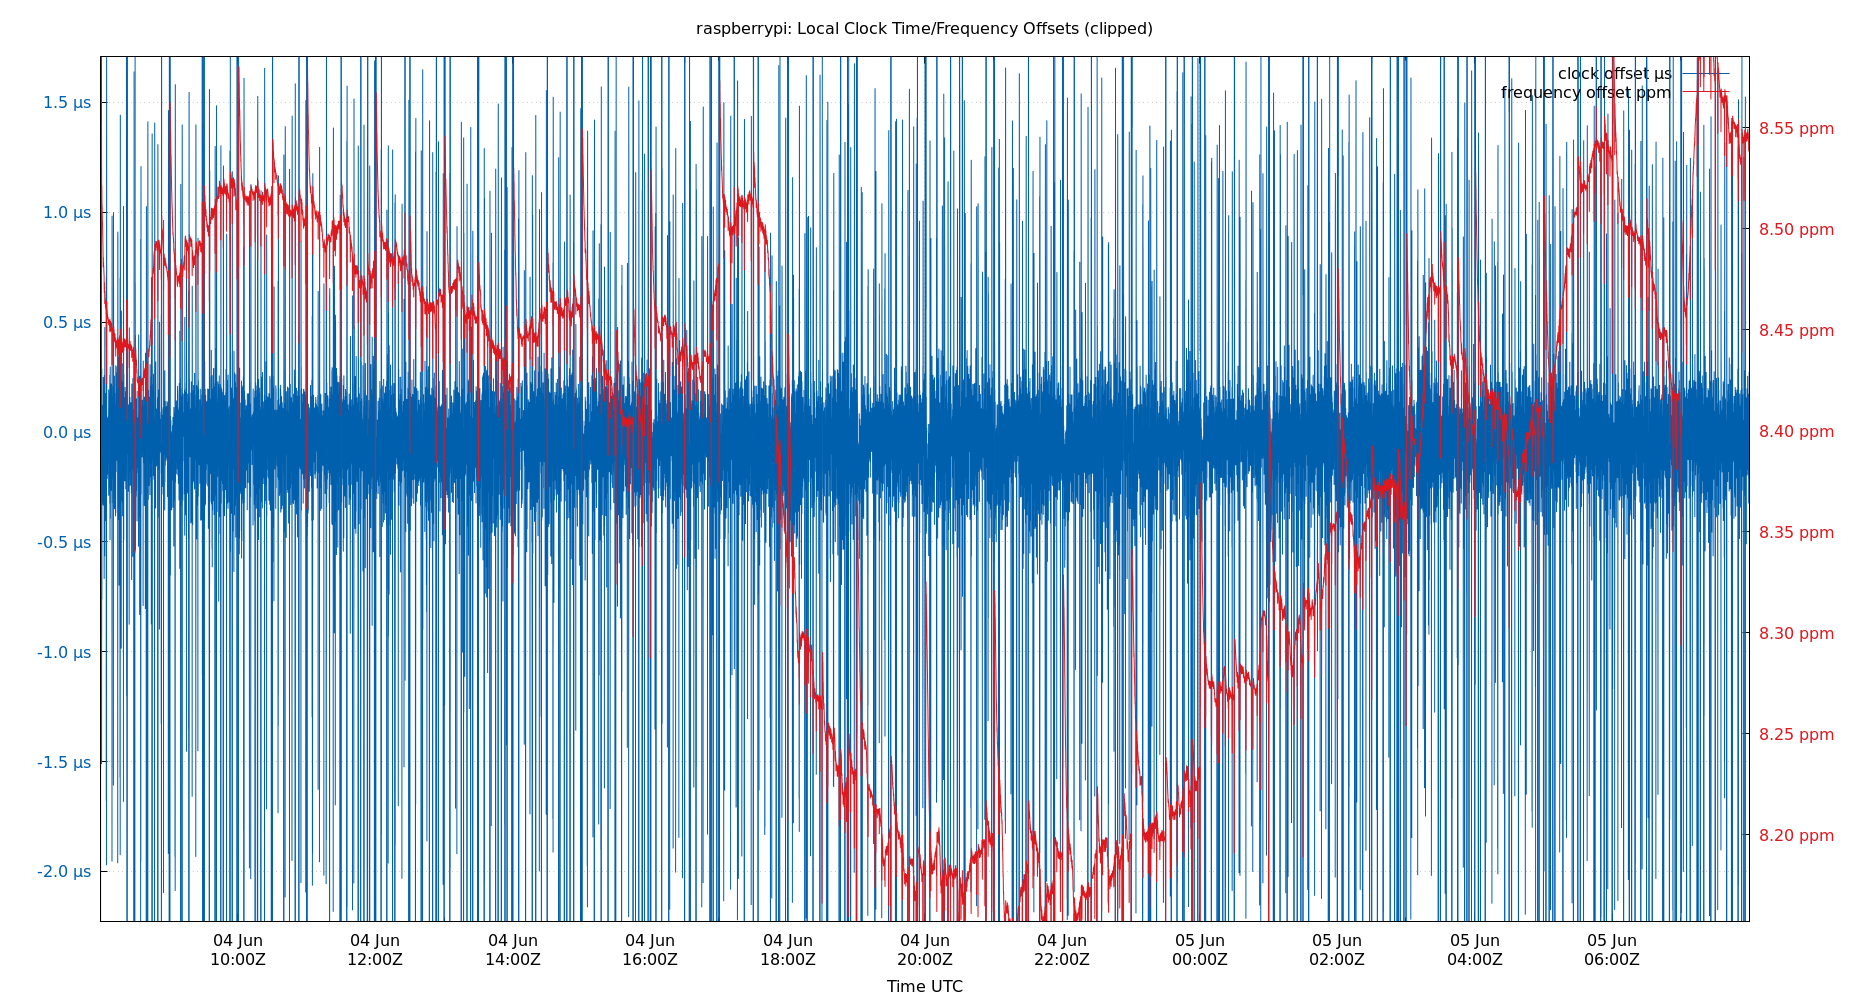 raspberrypi: Local Clock Time/Frequency Offsets (clipped)
clock offset µs
frequency offset ppm
1.5 µs
1.0 µs
0.5 µs
0.0 µs
-0.5 µs
-1.0 µs
-1.5 µs
-2.0 µs
8.55 ppm
8.50 ppm
8.45 ppm
8.40 ppm
8.35 ppm
8.30 ppm
8.25 ppm
8.20 ppm
04 Jun 04 Jun 04 Jun 04 Jun 04 Jun 04 Jun 04 Jun 05 Jun 05 Jun 05 Jun 05 Jun
10:00Z 12:00Z 14:00Z 16:00Z 18:00Z 20:00Z 22:00Z 00:00Z 02:00Z 04:00Z 06:00Z
Time UTC